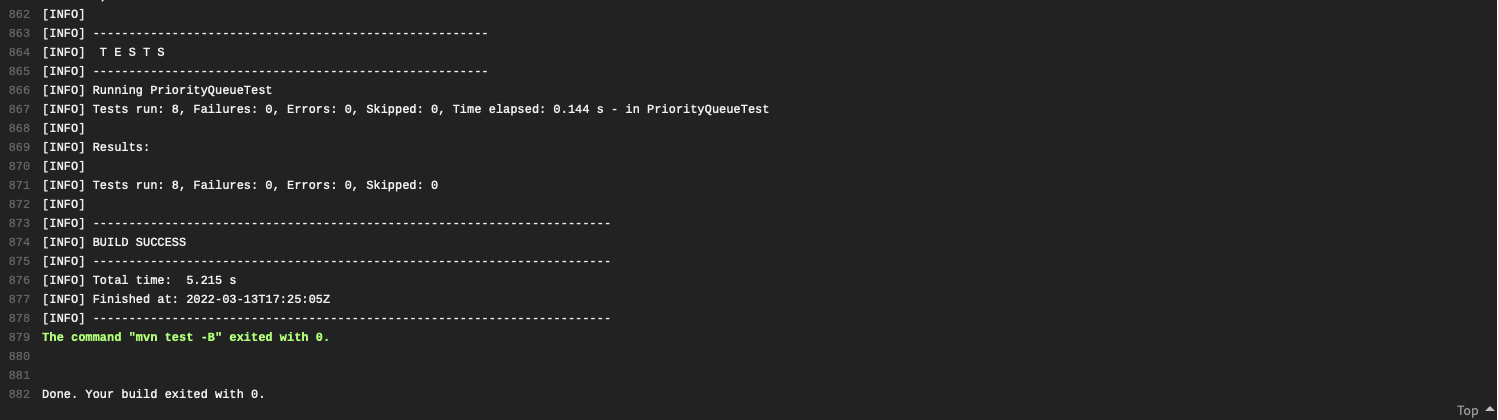 862 [INFO]
863 [INFO] -------------------------------------------------------
864 [INFO]  T E S T S
865 [INFO] -------------------------------------------------------
866 [INFO] Running PriorityQueueTest
867 [INFO] Tests run: 8, Failures: 0, Errors: 0, Skipped: 0, Time elapsed: 0.144 s - in PriorityQueueTest
868 [INFO]
869 [INFO] Results:
870 [INFO]
871 [INFO] Tests run: 8, Failures: 0, Errors: 0, Skipped: 0
872 [INFO]
873 [INFO] ------------------------------------------------------------------------
874 [INFO] BUILD SUCCESS
875 [INFO] ------------------------------------------------------------------------
876 [INFO] Total time:  5.215 s
877 [INFO] Finished at: 2022-03-13T17:25:05Z
878 [INFO] ------------------------------------------------------------------------
879 The command "mvn test -B" exited with 0.
880
881
882 Done. Your build exited with 0.
Top